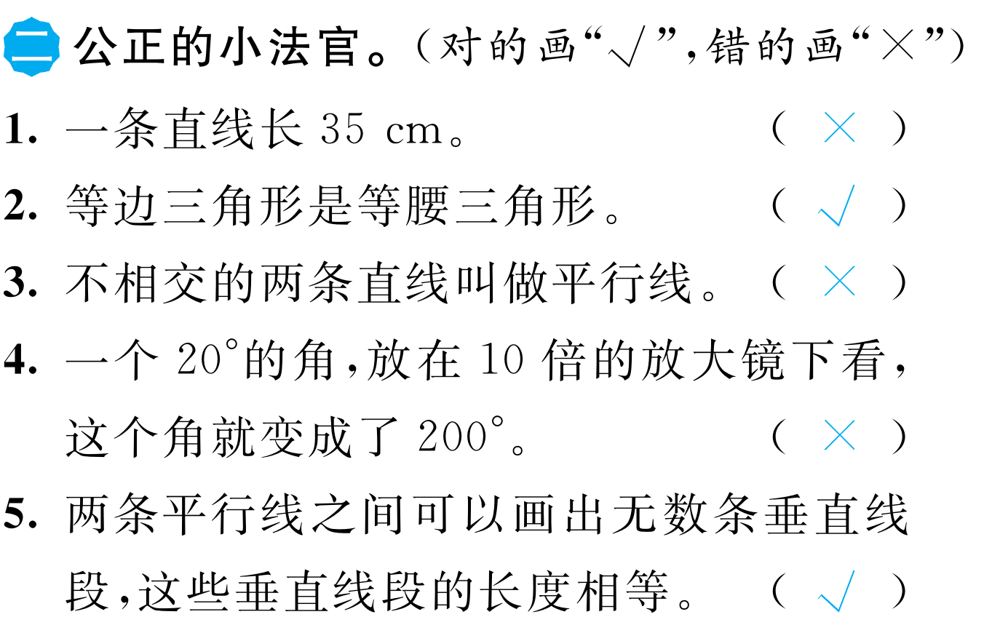 二 公正的小法官。(对的画“√”,错的画“×”)
1. 一条直线长 35 cm。 ( × )
2. 等边三角形是等腰三角形。 ( √ )
3. 不相交的两条直线叫做平行线。 ( × )
4. 一个 20°的角,放在 10 倍的放大镜下看,
这个角就变成了 200°。 ( × )
5. 两条平行线之间可以画出无数条垂直线
段,这些垂直线段的长度相等。 ( √ )